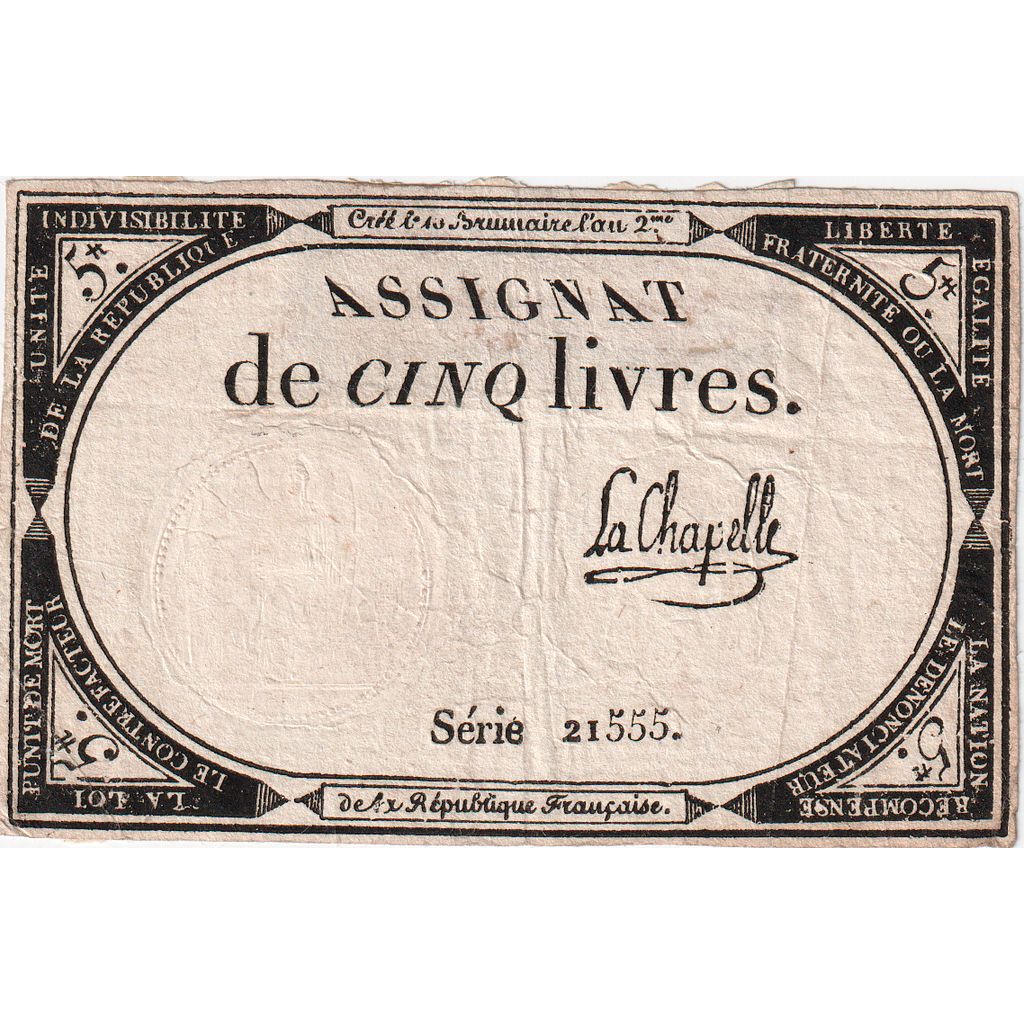 INDIVISIBILITE
Créé le 10 Brumaire l'an 2.me
LIBERTE
UNITE
DE LA REPUBLIQUE
FRATERNITE OU LA MORT
EGALITE
5.#
5.#
ASSIGNAT
de CINQ livres.
La Chapelle
Série 21555.
PUNIT DE MORT
LE CONTREFACTEUR
LE DENONCIATEUR
LA NATION
5.#
5.#
LA LOI
de la République Française.
RECOMPENSE